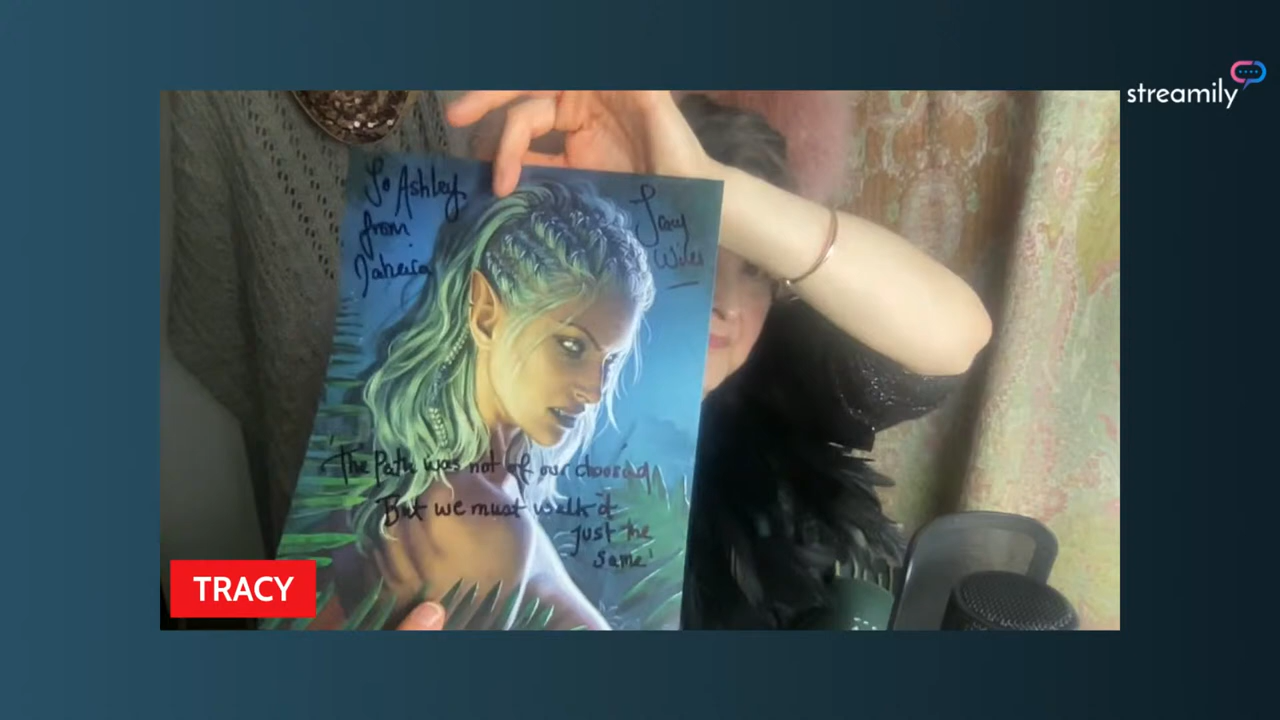 streamily
To Ashley
from
Jaheira
Tracy
Wiles
'The Path was not of our choosing
But we must walk it
just the
same'
TRACY